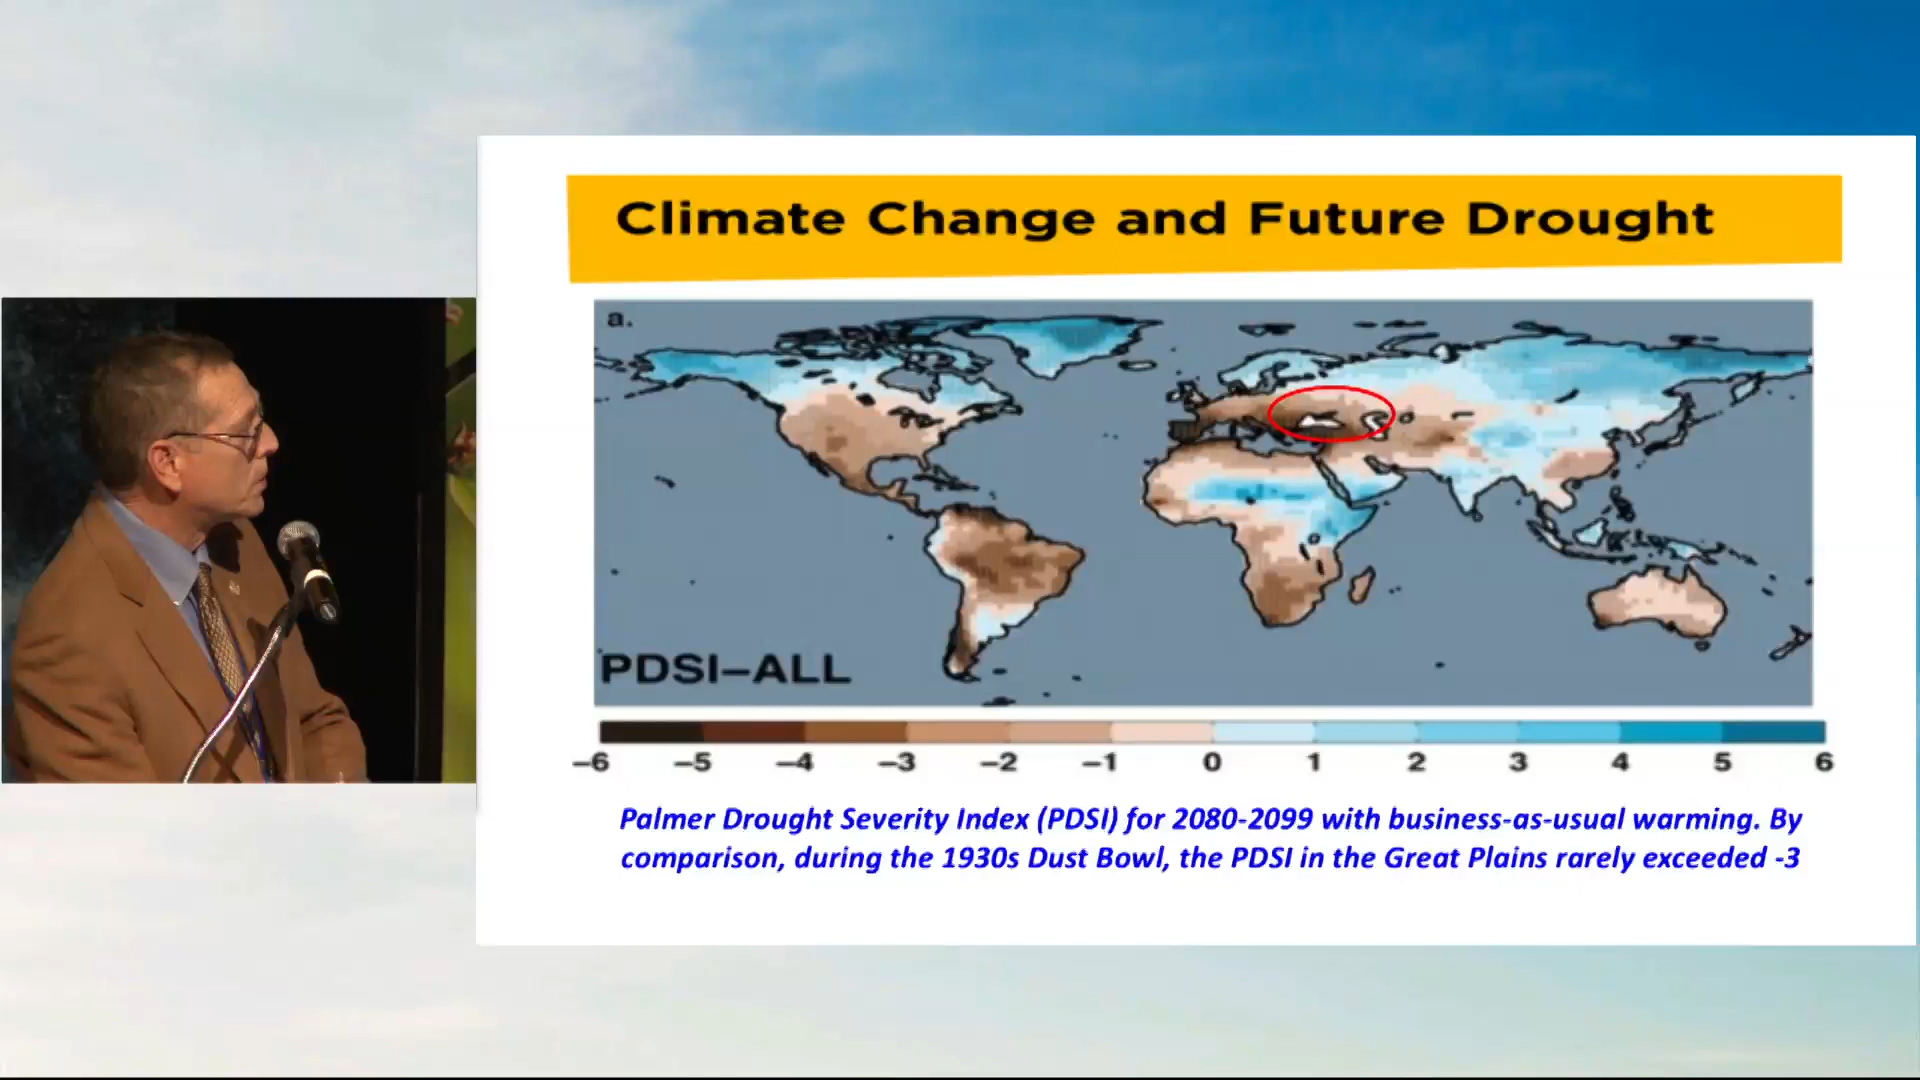 Climate Change and Future Drought
a.
PDSI–ALL
−6 −5 −4 −3 −2 −1 0 1 2 3 4 5 6
Palmer Drought Severity Index (PDSI) for 2080-2099 with business-as-usual warming. By
comparison, during the 1930s Dust Bowl, the PDSI in the Great Plains rarely exceeded -3